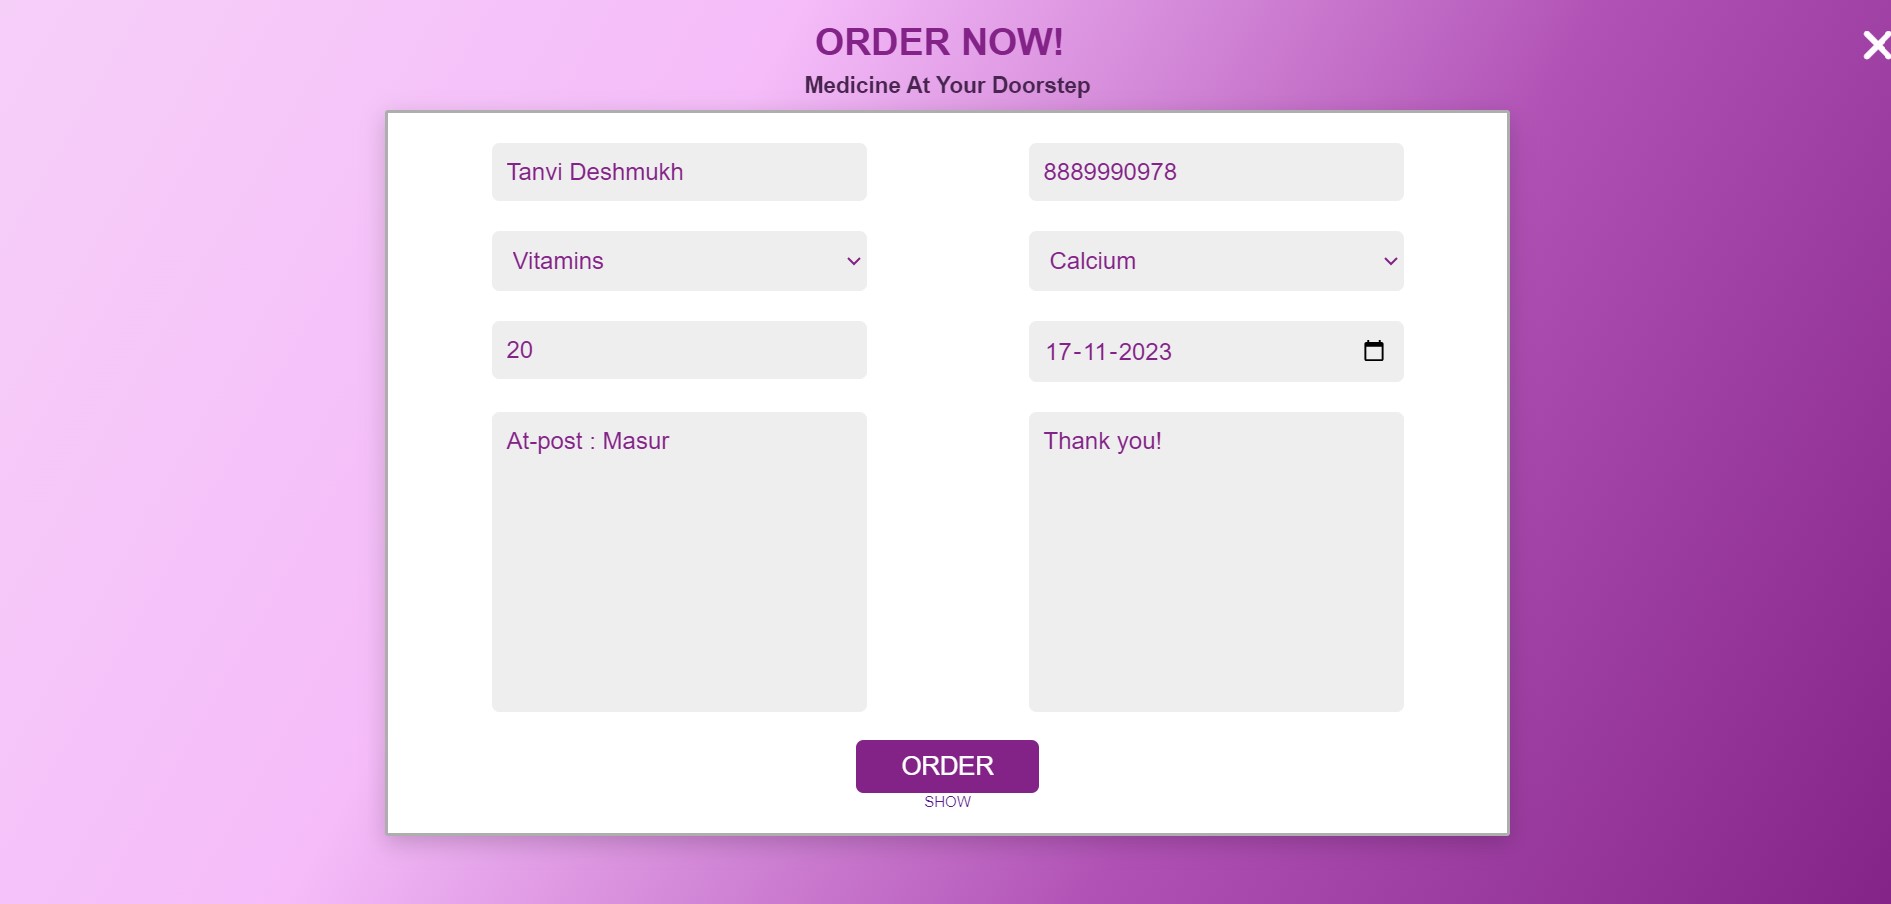 ORDER NOW!
Medicine At Your Doorstep
Tanvi Deshmukh
8889990978
Vitamins
Calcium
20
17-11-2023
At-post : Masur
Thank you!
ORDER
SHOW